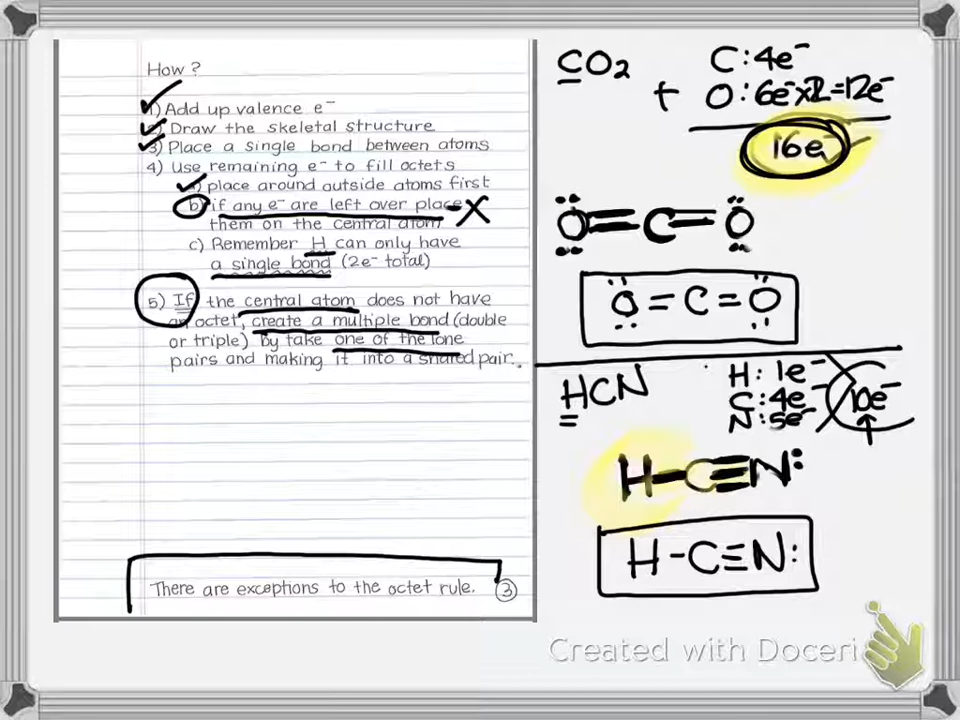 How ?
1) Add up valence e⁻
2) Draw the skeletal structure
3) Place a single bond between atoms
4) Use remaining e⁻ to fill octets
a) place around outside atoms first
b) if any e⁻ are left over place
them on the central atom
c) Remember H can only have
a single bond (2e⁻ total)
5) If the central atom does not have
an octet, create a multiple bond (double
or triple) by take one of the lone
pairs and making it into a shared pair.
There are exceptions to the octet rule. 3
CO₂
C: 4e⁻
+ O: 6e⁻x2=12e⁻
16e⁻
O=C=O
O=C=O
HCN
H: 1e⁻
C: 4e⁻
N: 5e⁻
10e⁻
H-C≡N:
H-C≡N:
Created with Doceri